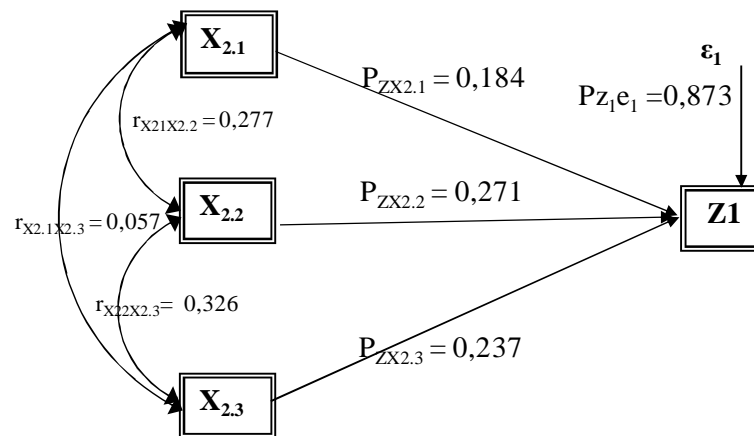 X2.1
ε1
PZX2.1 = 0,184
Pz1e1 =0,873
rX21X2.2 = 0,277
PZX2.2 = 0,271
X2.2
Z1
rX2.1X2.3 = 0,057
rX22X2.3 = 0,326
PZX2.3 = 0,237
X2.3